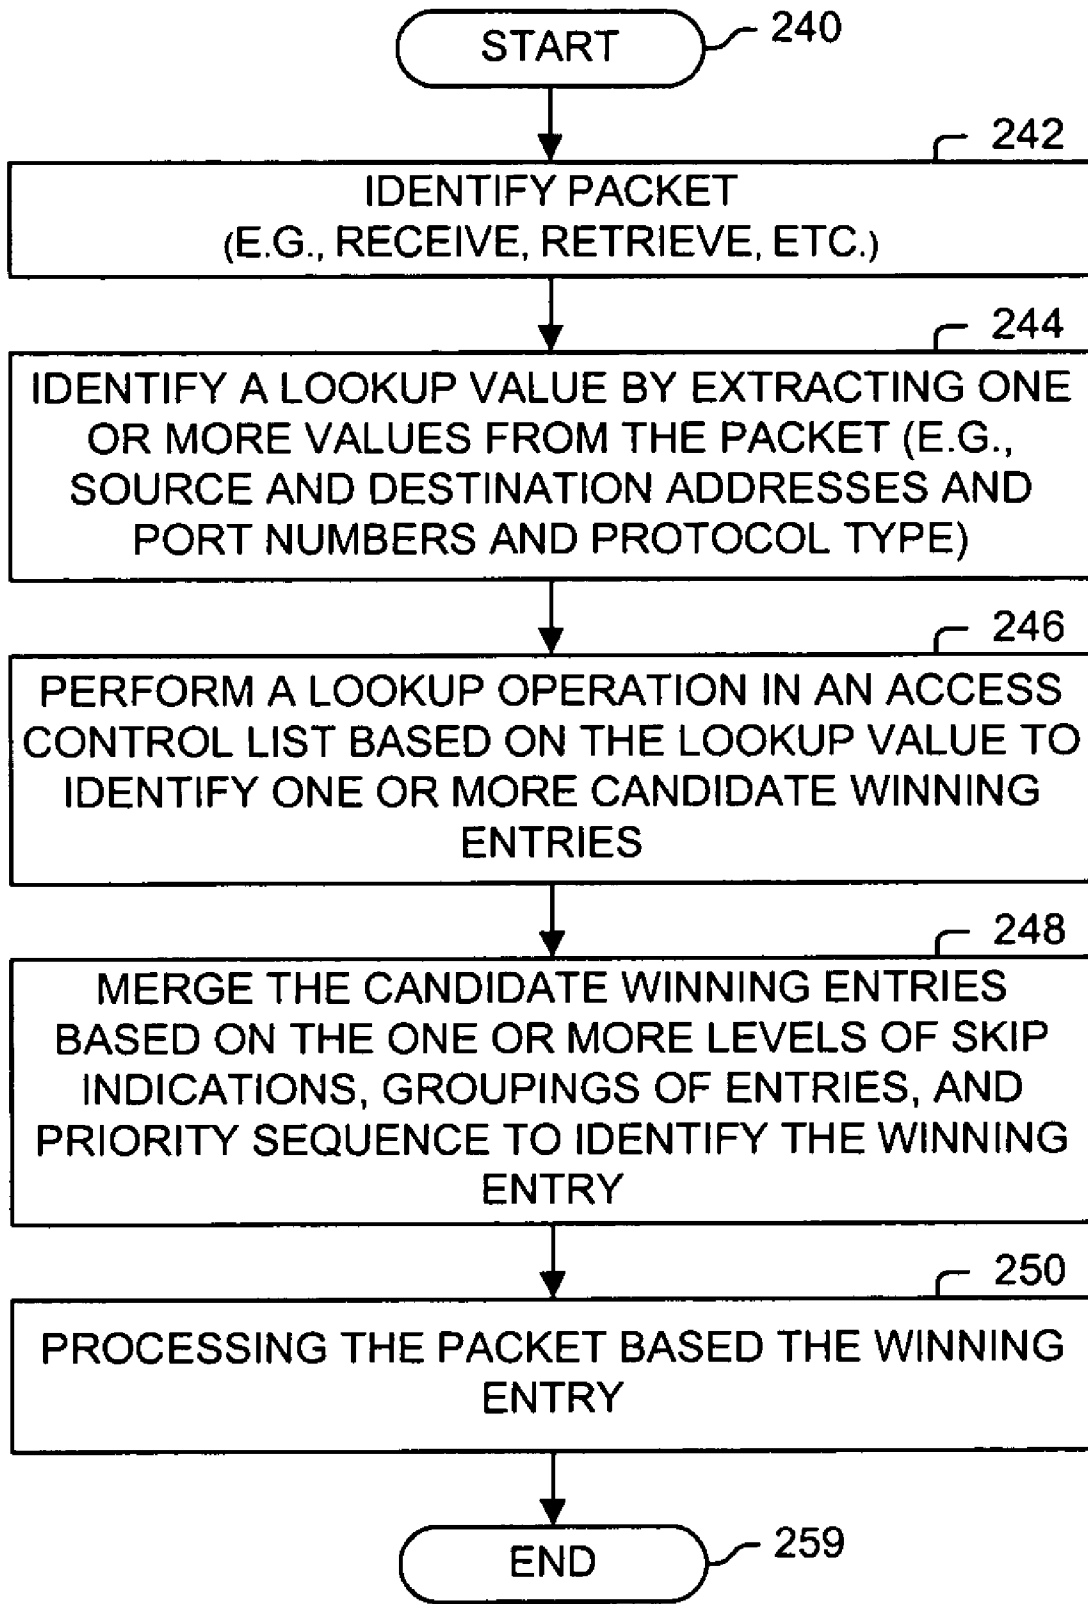 START
240
242
IDENTIFY PACKET
(E.G., RECEIVE, RETRIEVE, ETC.)
244
IDENTIFY A LOOKUP VALUE BY EXTRACTING ONE
OR MORE VALUES FROM THE PACKET (E.G.,
SOURCE AND DESTINATION ADDRESSES AND
PORT NUMBERS AND PROTOCOL TYPE)
246
PERFORM A LOOKUP OPERATION IN AN ACCESS
CONTROL LIST BASED ON THE LOOKUP VALUE TO
IDENTIFY ONE OR MORE CANDIDATE WINNING
ENTRIES
248
MERGE THE CANDIDATE WINNING ENTRIES
BASED ON THE ONE OR MORE LEVELS OF SKIP
INDICATIONS, GROUPINGS OF ENTRIES, AND
PRIORITY SEQUENCE TO IDENTIFY THE WINNING
ENTRY
250
PROCESSING THE PACKET BASED THE WINNING
ENTRY
END
259